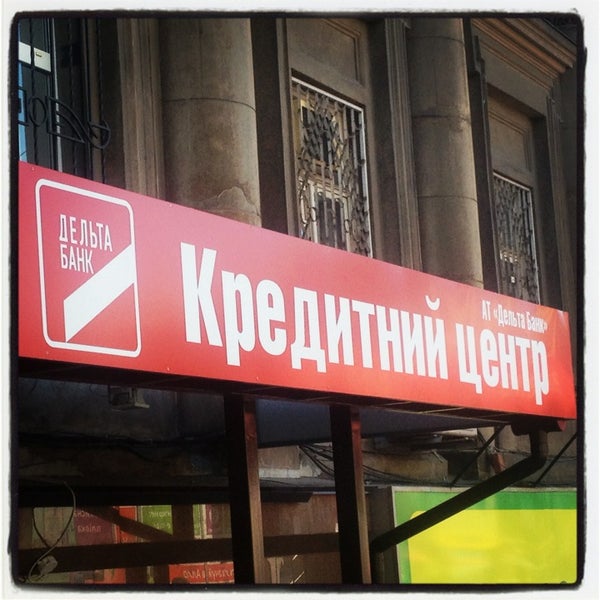 ДЕЛЬТА
БАНК
Кредитний центр
АТ «Дельта Банк»